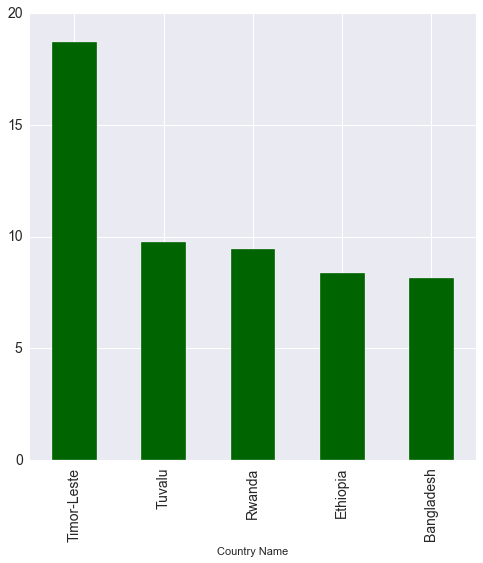 20
15
10
5
0
Timor-Leste
Tuvalu
Rwanda
Ethiopia
Bangladesh
Country Name